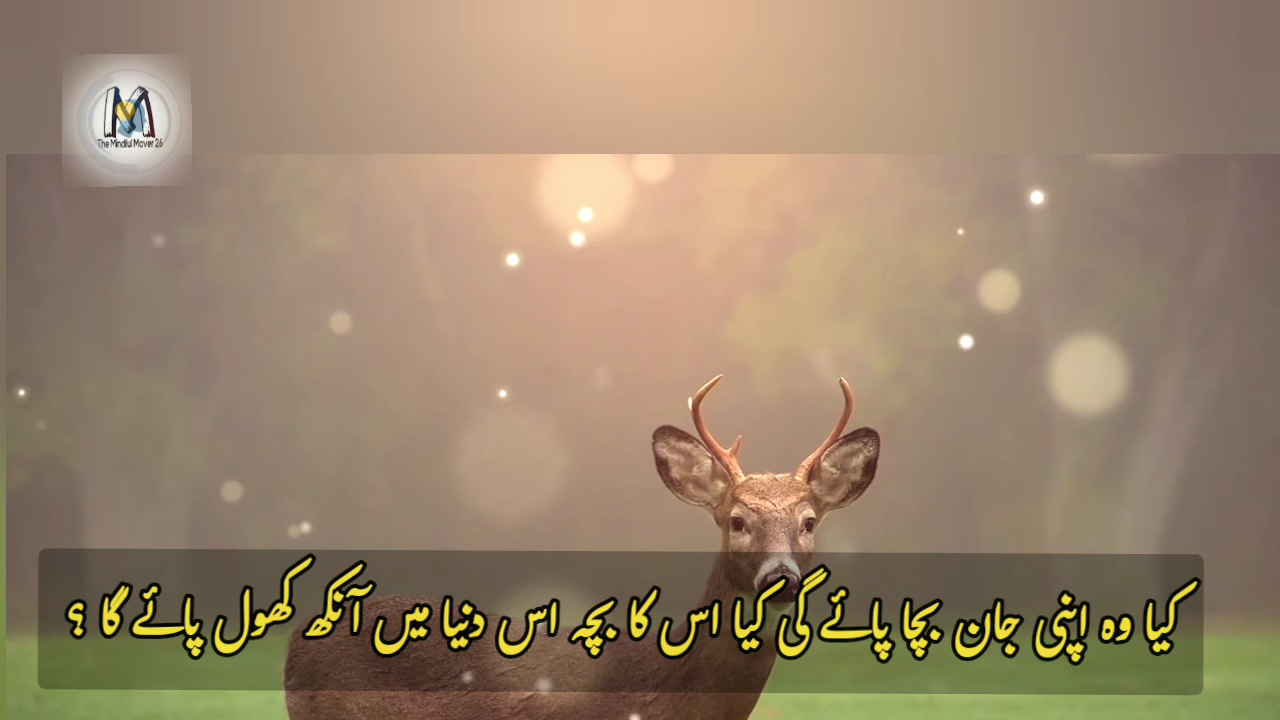 The Mindful Mover 26
کیا وہ اپنی جان بچا پائے گی کیا اس کا بچہ اس دنیا میں آنکھ کھول پائے گا ؟